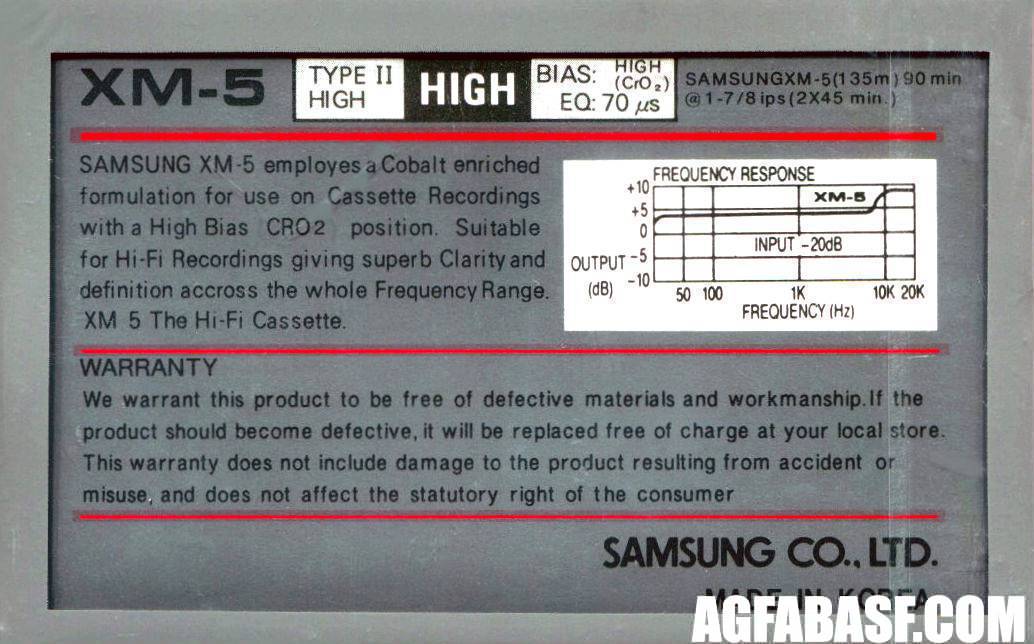 XM-5
TYPE II
HIGH
HIGH
BIAS: HIGH
(CrO₂)
EQ: 70 μs
SAMSUNGXM-5(135m) 90 min
@1-7/8ips(2X45 min.)
SAMSUNG XM-5 employes a Cobalt enriched
formulation for use on Cassette Recordings
with a High Bias CRO2 position. Suitable
for Hi-Fi Recordings giving superb Clarity and
definition accross the whole Frequency Range.
XM 5 The Hi-Fi Cassette.
FREQUENCY RESPONSE
+10
XM-5
+5
0
INPUT -20dB
OUTPUT -5
(dB) -10
50 100 1K 10K 20K
FREQUENCY (Hz)
WARRANTY
We warrant this product to be free of defective materials and workmanship.If the
product should become defective, it will be replaced free of charge at your local store.
This warranty does not include damage to the product resulting from accident or
misuse, and does not affect the statutory right of the consumer
SAMSUNG CO., LTD.
MADE IN KOREA
AGFABASF.COM